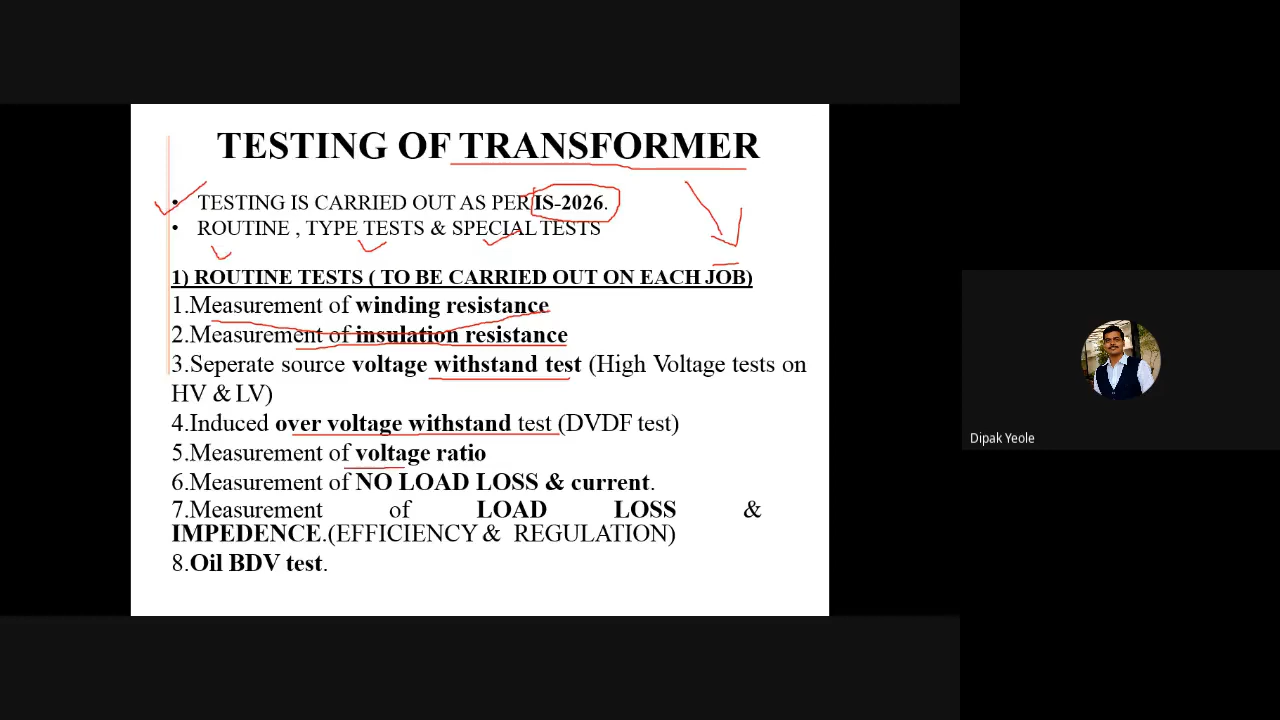 TESTING OF TRANSFORMER
• TESTING IS CARRIED OUT AS PER IS-2026.
• ROUTINE , TYPE TESTS & SPECIAL TESTS
1) ROUTINE TESTS ( TO BE CARRIED OUT ON EACH JOB)
1.Measurement of winding resistance
2.Measurement of insulation resistance
3.Seperate source voltage withstand test (High Voltage tests on
HV & LV)
4.Induced over voltage withstand test (DVDF test)
5.Measurement of voltage ratio
6.Measurement of NO LOAD LOSS & current.
7.Measurement of LOAD LOSS &
IMPEDENCE.(EFFICIENCY & REGULATION)
8.Oil BDV test.
Dipak Yeole